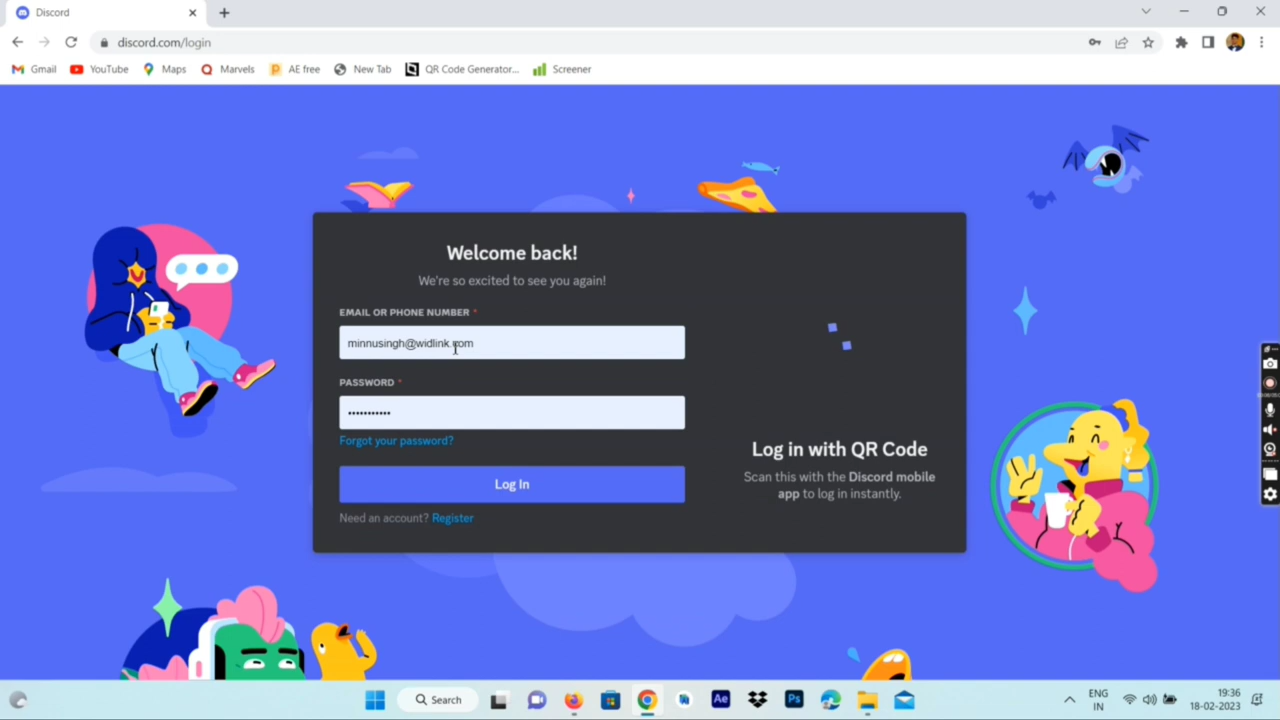 Discord
discord.com/login
Gmail YouTube Maps Marvels AE free New Tab QR Code Generator... Screener
Welcome back!
We're so excited to see you again!
EMAIL OR PHONE NUMBER *
minnusingh@widlink.com
PASSWORD *
•••••••••••
Forgot your password?
Log In
Need an account? Register
Log in with QR Code
Scan this with the Discord mobile
app to log in instantly.
Search
Ae
Ps
ENG
IN
19:36
18-02-2023